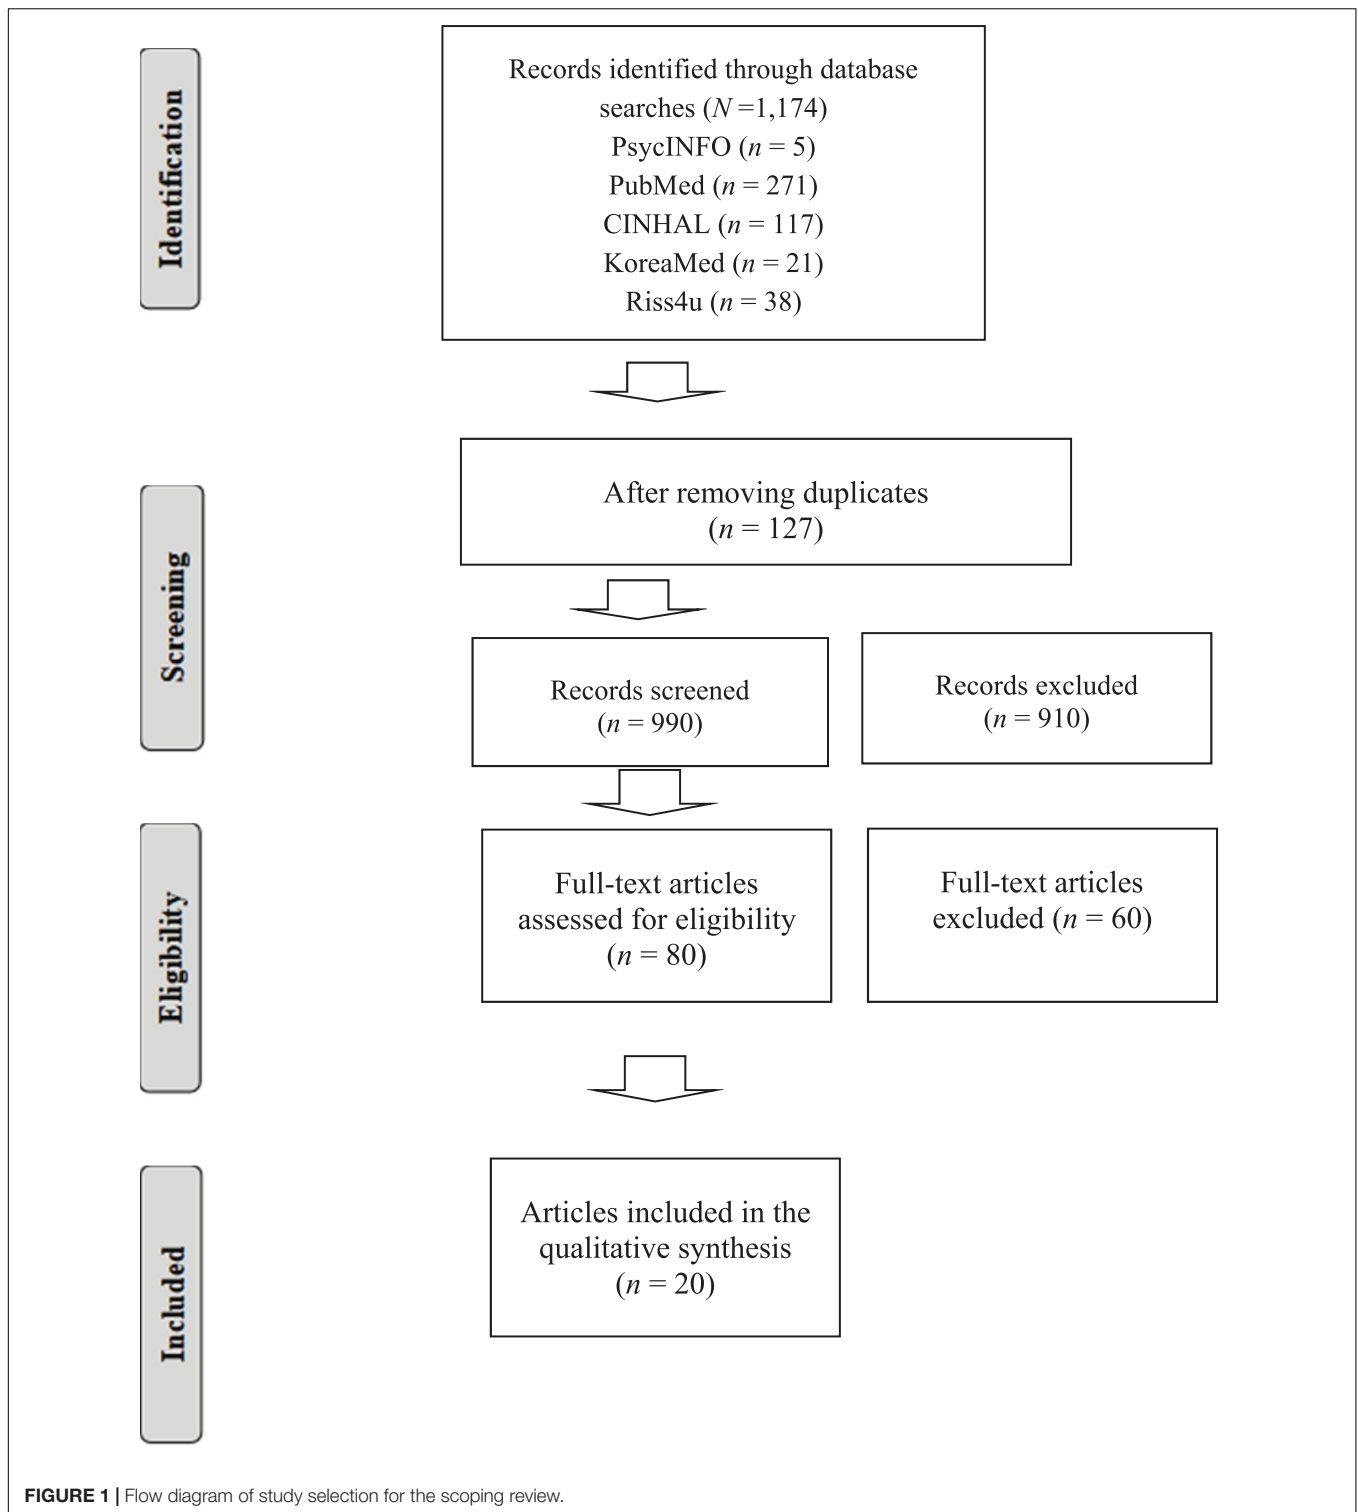 Identification
Records identified through database
searches (N =1,174)
PsycINFO (n = 5)
PubMed (n = 271)
CINHAL (n = 117)
KoreaMed (n = 21)
Riss4u (n = 38)
Screening
After removing duplicates
(n = 127)
Records screened
(n = 990)
Records excluded
(n = 910)
Eligibility
Full-text articles
assessed for eligibility
(n = 80)
Full-text articles
excluded (n = 60)
Included
Articles included in the
qualitative synthesis
(n = 20)
FIGURE 1 | Flow diagram of study selection for the scoping review.